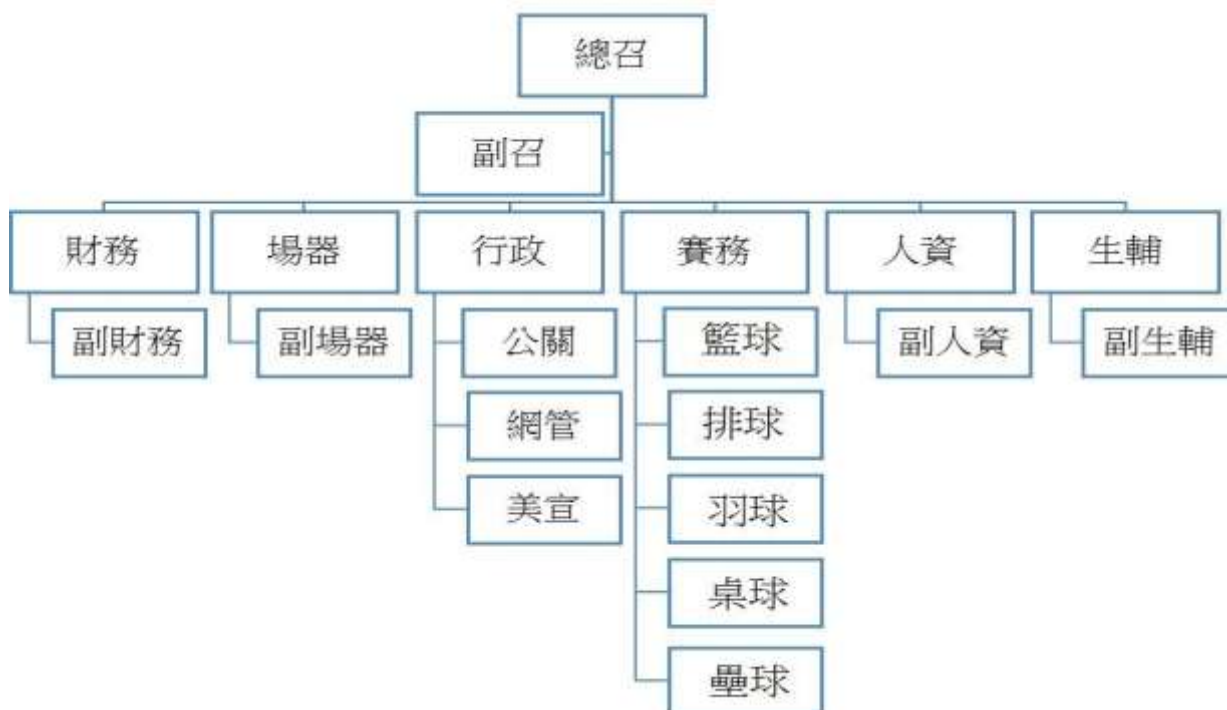 總召
副召
財務
場器
行政
賽務
人資
生輔
副財務
副場器
公關
籃球
副人資
副生輔
網管
排球
美宣
羽球
桌球
壘球